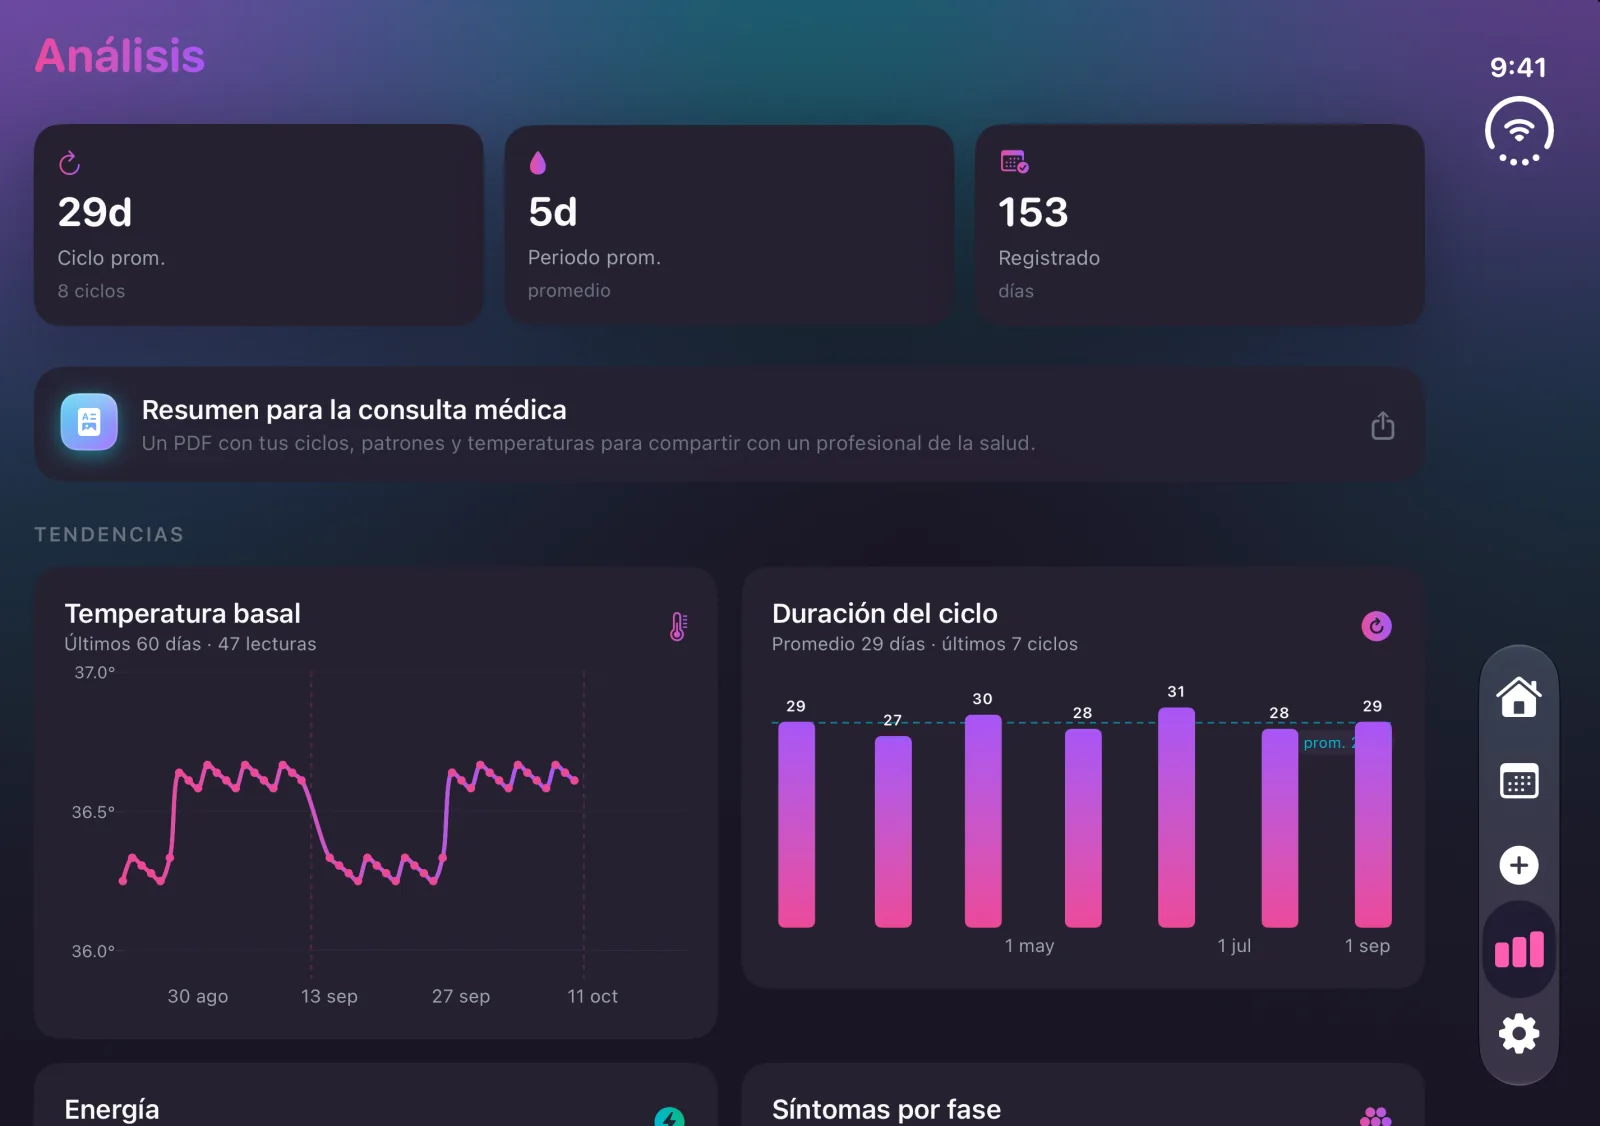 Análisis
9:41
29d
Ciclo prom.
8 ciclos
5d
Periodo prom.
promedio
153
Registrado
días
Resumen para la consulta médica
Un PDF con tus ciclos, patrones y temperaturas para compartir con un profesional de la salud.
TENDENCIAS
Temperatura basal
Últimos 60 días · 47 lecturas
37.0°
36.5°
36.0°
30 ago
13 sep
27 sep
11 oct
Duración del ciclo
Promedio 29 días · últimos 7 ciclos
29
27
30
28
31
28
29
prom.
1 may
1 jul
1 sep
Energía
Síntomas por fase